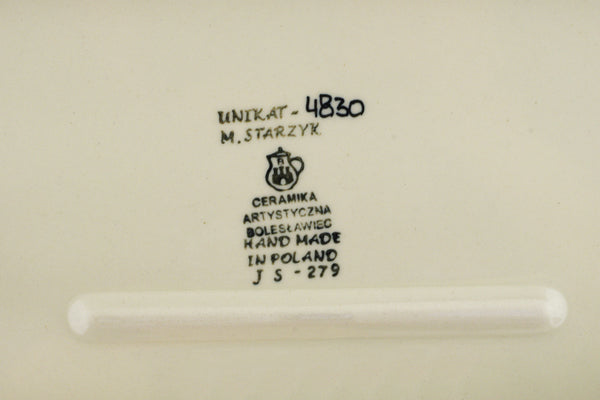 UNIKAT - 4830
M. STARZYK
CERAMIKA
ARTYSTYCZNA
BOLESŁAWIEC
HAND MADE
IN POLAND
J S - 279